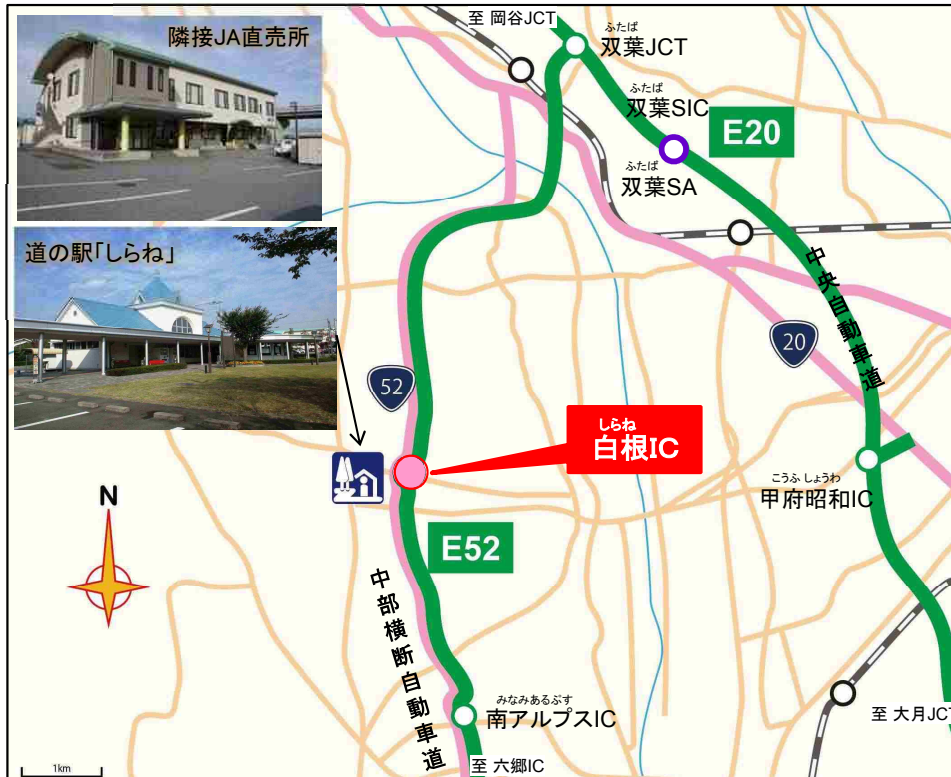 隣接JA直売所
道の駅「しらね」
至 岡谷JCT
ふたば
双葉JCT
ふたば
双葉SIC
E20
ふたば
双葉SA
中央自動車道
20
52
しらね
白根IC
こうふ しょうわ
甲府昭和IC
N
E52
中部横断自動車道
みなみあるぷす
南アルプスIC
至 大月JCT
至 六郷IC
1km